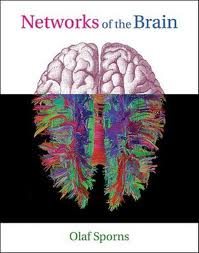 Networks of the Brain
Olaf Sporns